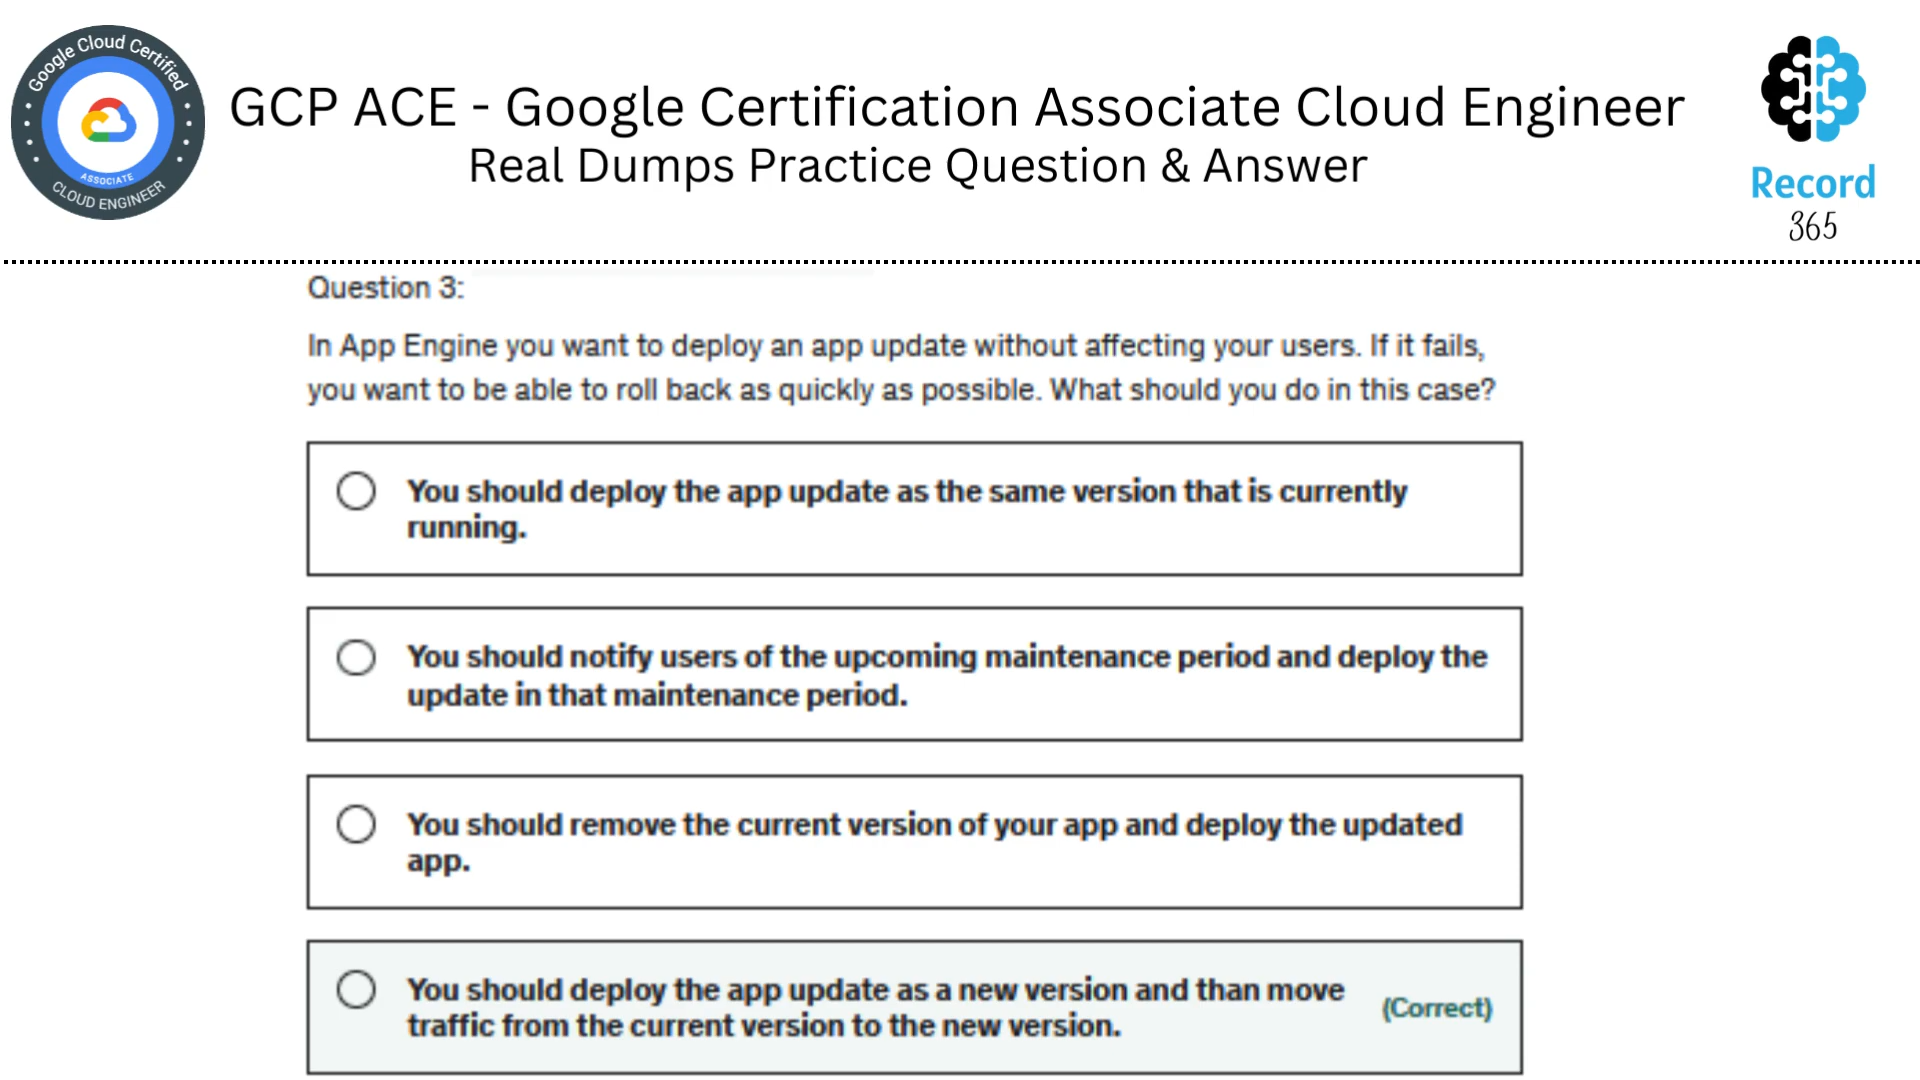 Google Cloud Certified
ASSOCIATE
CLOUD ENGINEER
GCP ACE - Google Certification Associate Cloud Engineer
Real Dumps Practice Question & Answer
Record
365
Question 3:
In App Engine you want to deploy an app update without affecting your users. If it fails,
you want to be able to roll back as quickly as possible. What should you do in this case?
You should deploy the app update as the same version that is currently
running.
You should notify users of the upcoming maintenance period and deploy the
update in that maintenance period.
You should remove the current version of your app and deploy the updated
app.
You should deploy the app update as a new version and than move
traffic from the current version to the new version.
(Correct)